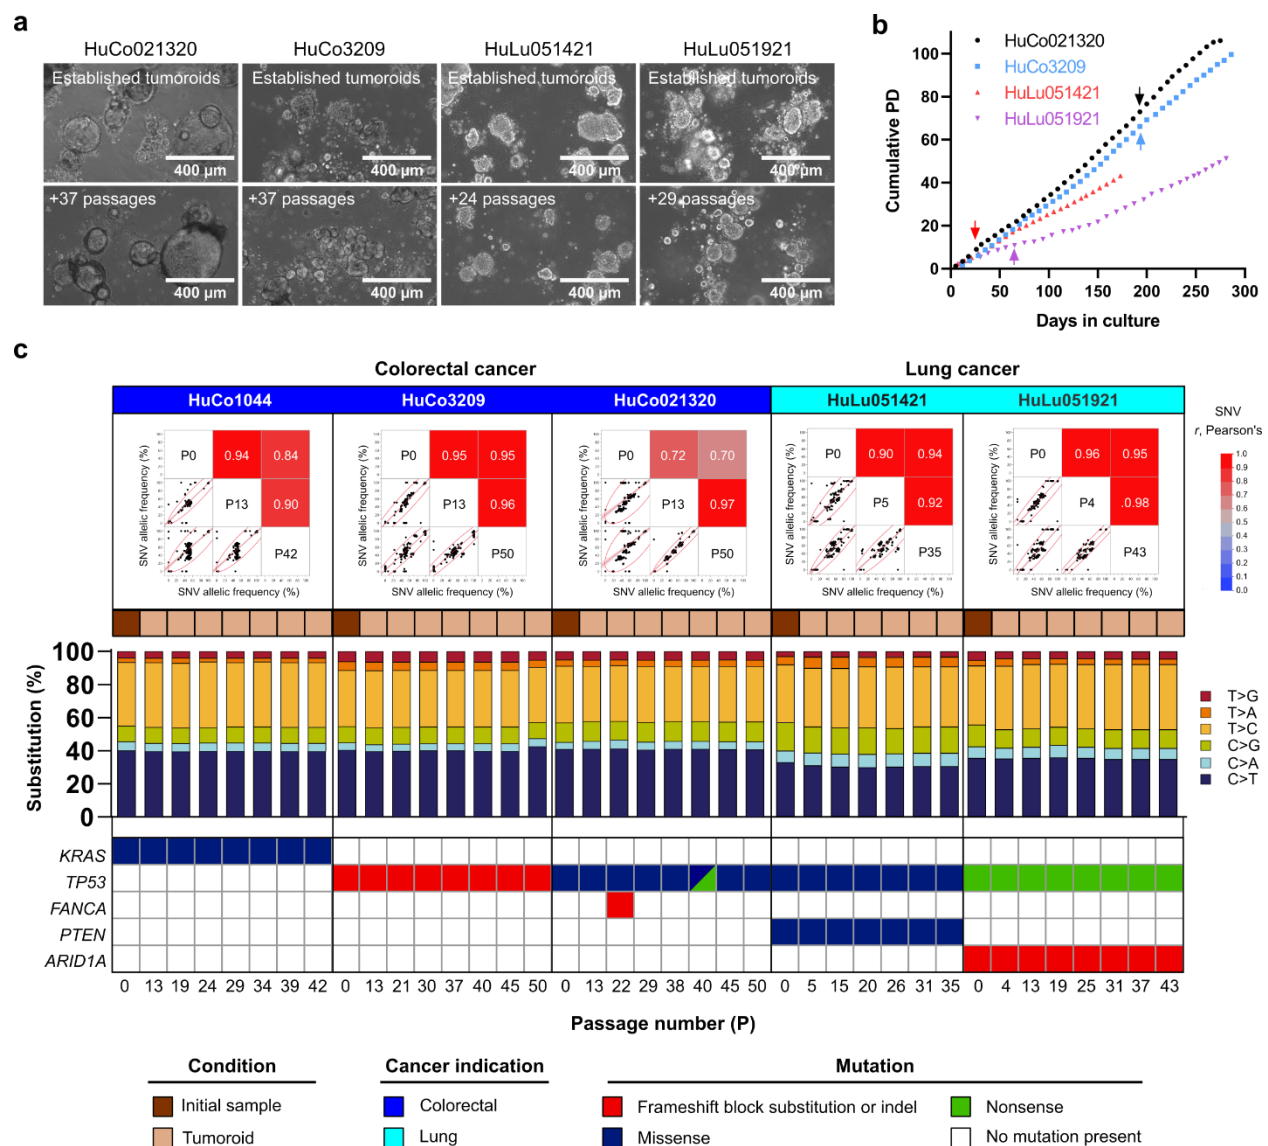 a
HuCo021320
HuCo3209
HuLu051421
HuLu051921
Established tumoroids
Established tumoroids
Established tumoroids
Established tumoroids
400 µm
400 µm
400 µm
400 µm
+37 passages
+37 passages
+24 passages
+29 passages
400 µm
400 µm
400 µm
400 µm
b
HuCo021320
HuCo3209
HuLu051421
HuLu051921
Cumulative PD
100
80
60
40
20
0
0 50 100 150 200 250 300
Days in culture
c
Colorectal cancer
Lung cancer
HuCo1044
HuCo3209
HuCo021320
HuLu051421
HuLu051921
SNV allelic frequency (%)
SNV allelic frequency (%)
P0 0.94 0.84
P13 0.90
P42
SNV allelic frequency (%)
SNV allelic frequency (%)
P0 0.95 0.95
P13 0.96
P50
SNV allelic frequency (%)
SNV allelic frequency (%)
P0 0.72 0.70
P13 0.97
P50
SNV allelic frequency (%)
SNV allelic frequency (%)
P0 0.90 0.94
P5 0.92
P35
SNV allelic frequency (%)
SNV allelic frequency (%)
P0 0.96 0.95
P4 .0.98
P43
SNV allelic frequency (%)
SNV
r, Pearson's
1.0
0.9
0.8
0.7
0.6
0.5
0.4
0.3
0.2
0.1
0.0
Substitution (%)
100
80
60
40
20
0
T>G
T>A
T>C
C>G
C>A
C>T
KRAS
TP53
FANCA
PTEN
ARID1A
0 13 19 24 29 34 39 42 0 13 21 30 37 40 45 50 0 13 22 29 38 40 45 50 0 5 15 20 26 31 35 0 4 13 19 25 31 37 43
Passage number (P)
Condition
Initial sample
Tumoroid
Cancer indication
Colorectal
Lung
Mutation
Frameshift block substitution or indel
Nonsense
Missense
No mutation present